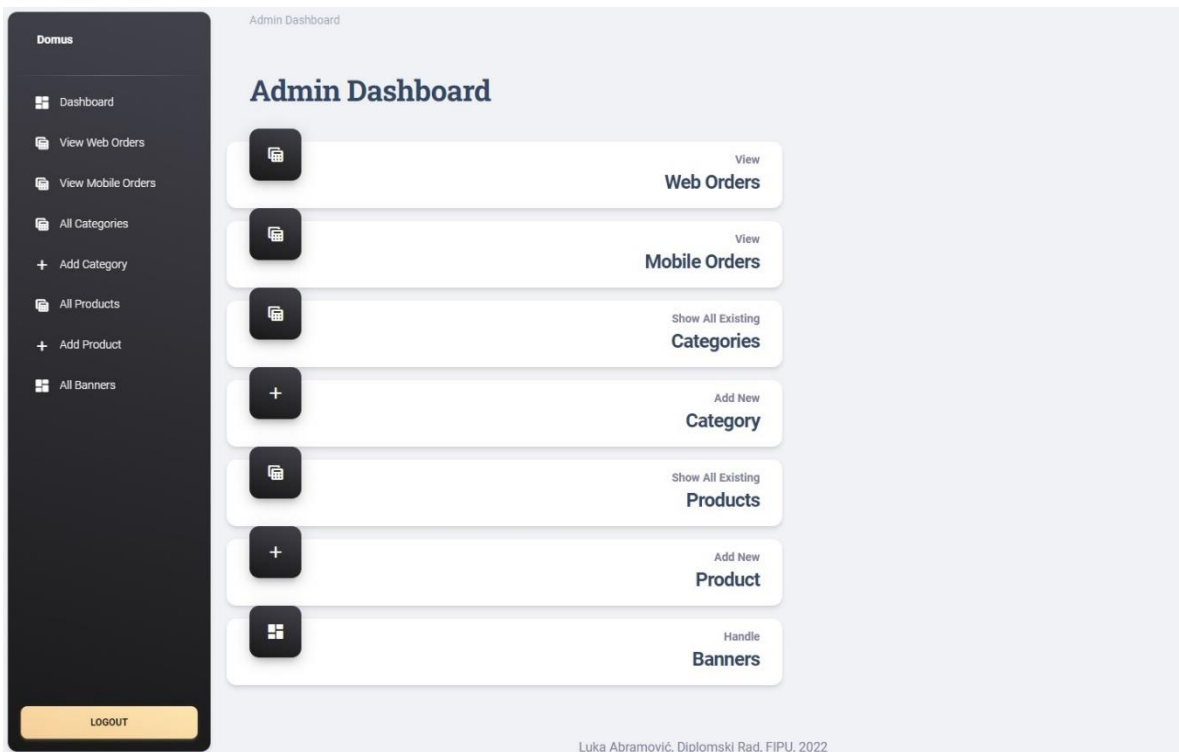 Domus
Dashboard
View Web Orders
View Mobile Orders
All Categories
Add Category
All Products
Add Product
All Banners
LOGOUT
Admin Dashboard
Admin Dashboard
View
Web Orders
View
Mobile Orders
Show All Existing
Categories
Add New
Category
Show All Existing
Products
Add New
Product
Handle
Banners
Luka Abramović, Diplomski Rad, FIPU, 2022